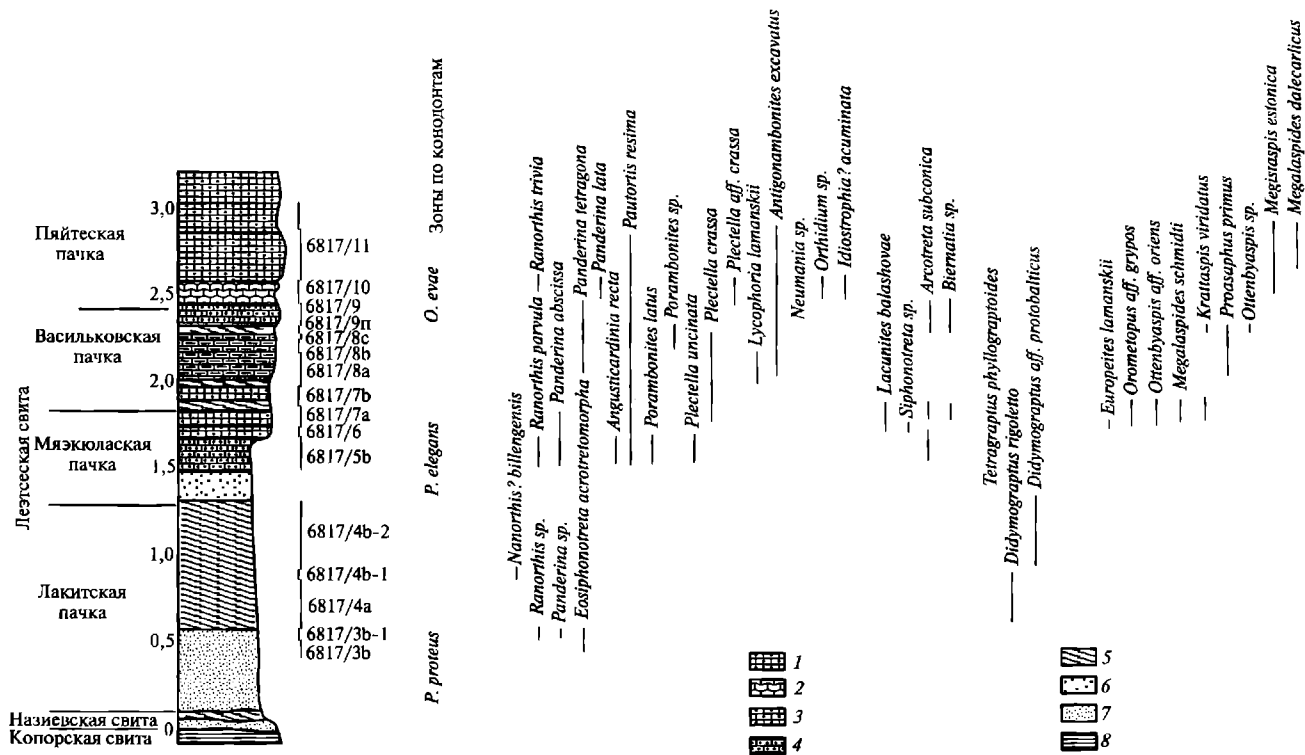 Леэтсеская свита
Пяйтеская
пачка
Васильковская
пачка
Мяэкюлаская
пачка
Лакитская
пачка
Назиевская свита
Копорская свита
3,0
2,5
2,0
1,5
1,0
0,5
0
6817/11
6817/10
6817/9
6817/9п
6817/8c
6817/8b
6817/8a
6817/7b
6817/7a
6817/6
6817/5b
6817/4b-2
6817/4b-1
6817/4a
6817/3b-1
6817/3b
Зоны по конодонтам
O. evae
P. elegans
P. proteus
Nanorthis? billengensis
Ranorthis sp.
Ranorthis parvula
Ranorthis trivia
Panderina sp.
Panderina abscissa
Eosiphonotreta acrotretomorpha
Panderina tetragona
Panderina lata
Angusticardinia recta
Pautortis resima
Porambonites latus
Porambonites sp.
Plectella uncinata
Plectella crassa
Plectella aff. crassa
Lycophoria lamanskii
Antigonambonites excavatus
Neumania sp.
Orthidium sp.
Idiostrophia? acuminata
Lacunites balashovae
Siphonotreta sp.
Arcotreta subconica
Biernatia sp.
Tetragraptus phyllograptoides
Didymograptus rigoletto
Didymograptus aff. protobalticus
Europeites lamanskii
Orometopus aff. grypos
Ottenbyaspis aff. oriens
Megalaspides schmidtii
Krattaspis viridatus
Proasaphus primus
Ottenbyaspis sp.
Megistaspis estonica
Megalaspides dalecarlicus
1
2
3
4
5
6
7
8